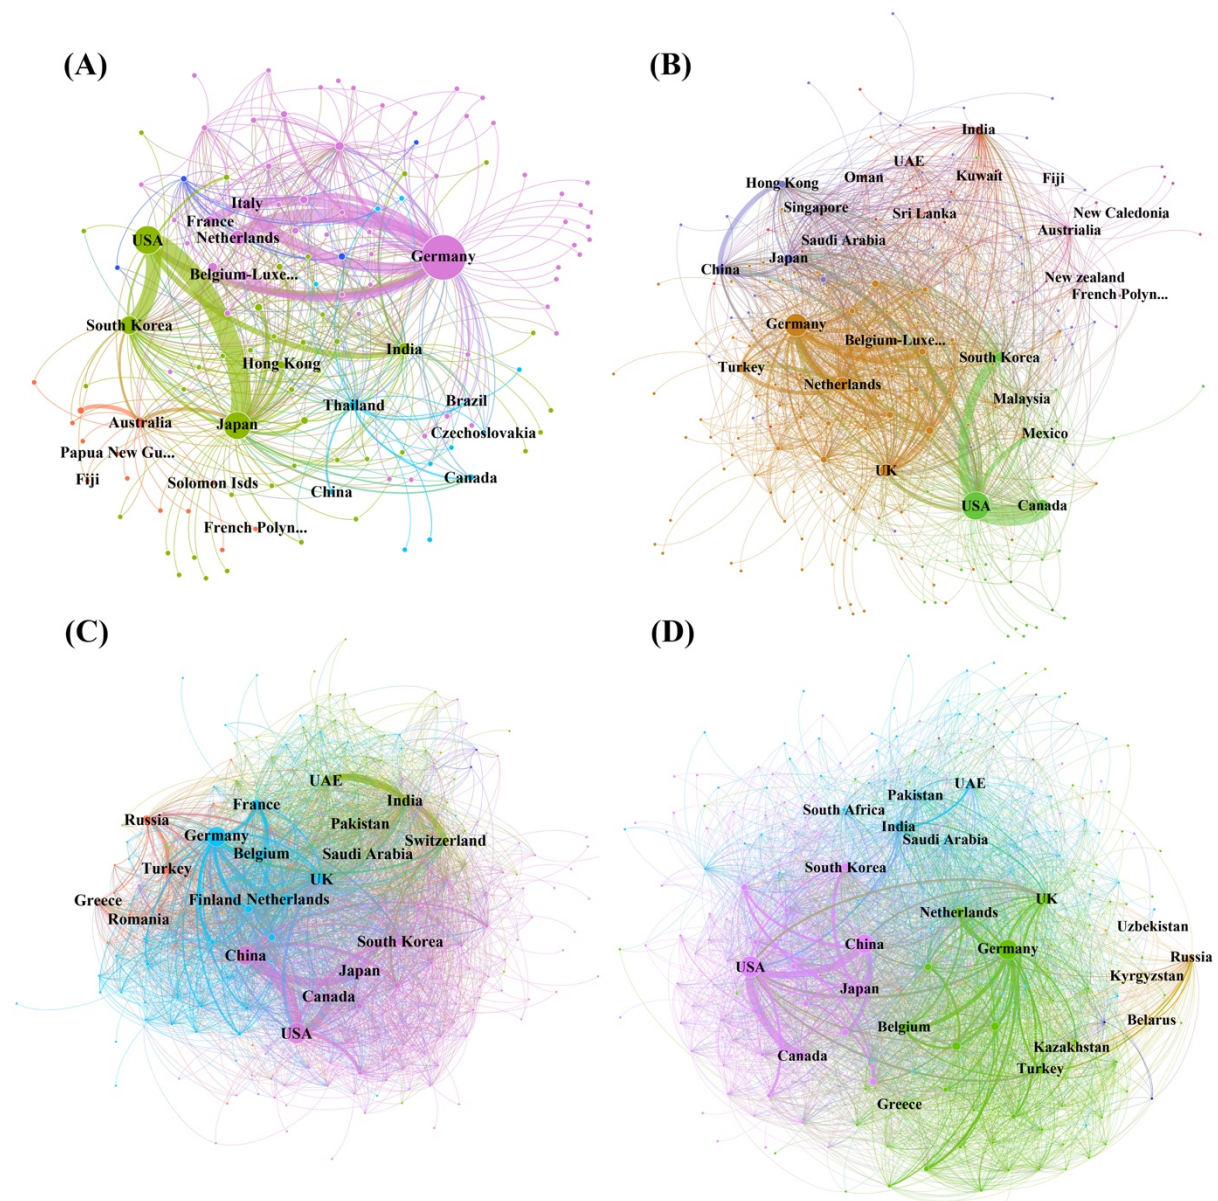 (A)
Italy
France
Netherlands
USA
Germany
Belgium-Luxe...
South Korea
India
Hong Kong
Thailand
Brazil
Australia
Japan
Czechoslovakia
Papua New Gu...
Fiji
Solomon Isds
China
Canada
French Polyn...
(B)
India
UAE
Oman
Kuwait
Fiji
Hong Kong
Singapore
Sri Lanka
New Caledonia
Austrialia
Saudi Arabia
Japan
China
New zealand
French Polyn...
Germany
Belgium-Luxe...
South Korea
Turkey
Netherlands
Malaysia
Mexico
UK
USA
Canada
(C)
UAE
France
India
Russia
Germany
Pakistan
Switzerland
Belgium
Saudi Arabia
Turkey
UK
Greece
Finland
Netherlands
Romania
South Korea
China
Japan
Canada
USA
(D)
UAE
Pakistan
South Africa
India
Saudi Arabia
South Korea
UK
Netherlands
Uzbekistan
China
Germany
Russia
USA
Kyrgyzstan
Japan
Belgium
Belarus
Kazakhstan
Canada
Turkey
Greece